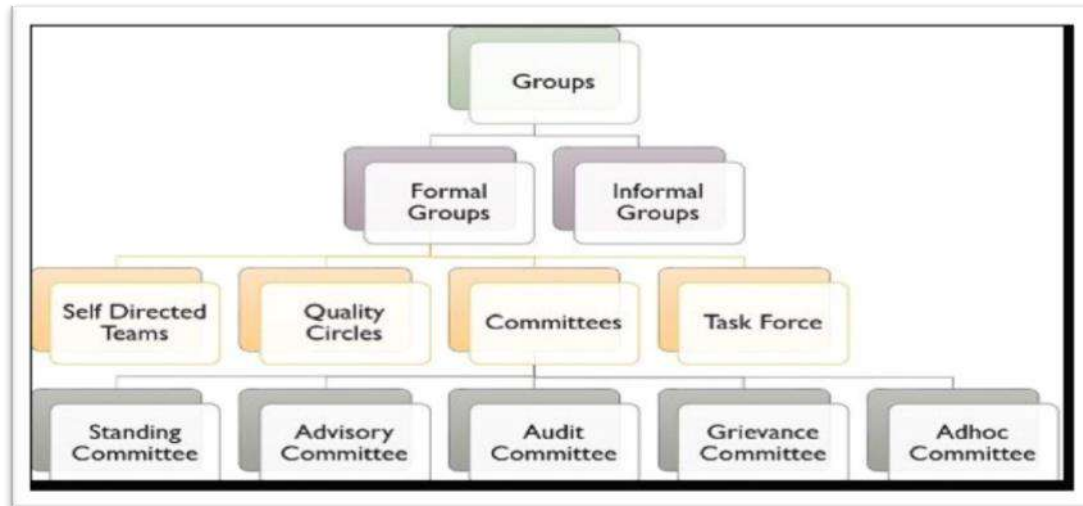 Groups
Formal
Groups
Informal
Groups
Self Directed
Teams
Quality
Circles
Committees
Task Force
Standing
Committee
Advisory
Committee
Audit
Committee
Grievance
Committee
Adhoc
Committee